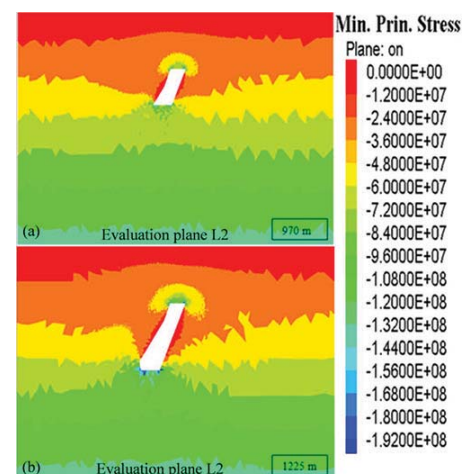 Min. Prin. Stress
Plane: on
0.0000E+00
-1.2000E+07
-2.4000E+07
-3.6000E+07
-4.8000E+07
-6.0000E+07
-7.2000E+07
-8.4000E+07
-9.6000E+07
-1.0800E+08
-1.2000E+08
-1.3200E+08
-1.4400E+08
-1.5600E+08
-1.6800E+08
-1.8000E+08
-1.9200E+08
(a)
Evaluation plane L2
970 m
(b)
Evaluation plane L2
1225 m